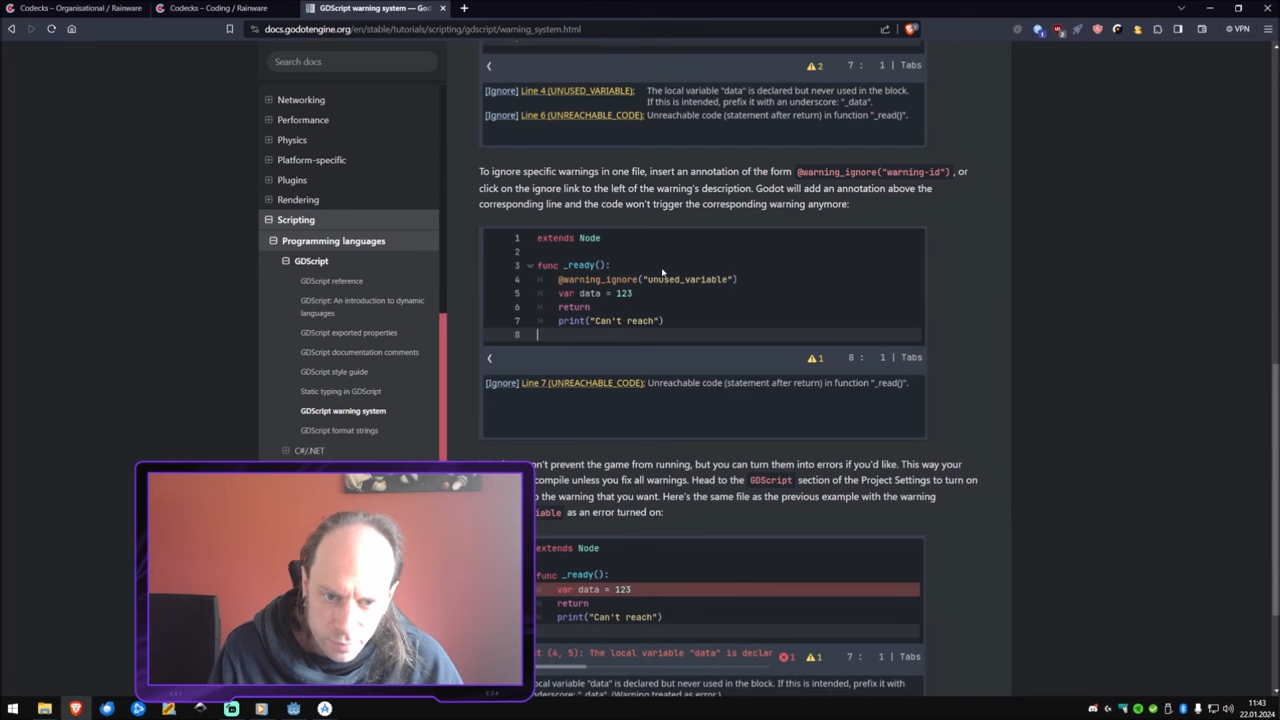 Codecks – Organisational / Rainware
Codecks – Coding / Rainware
GDScript warning system — Go
docs.godotengine.org/en/stable/tutorials/scripting/gdscript/warning_system.html
VPN
Search docs
Networking
Performance
Physics
Platform-specific
Plugins
Rendering
Scripting
Programming languages
GDScript
GDScript reference
GDScript: An introduction to dynamic
languages
GDScript exported properties
GDScript documentation comments
GDScript style guide
Static typing in GDScript
GDScript warning system
GDScript format strings
C#/.NET
2 7 : 1 | Tabs
[Ignore] Line 4 (UNUSED_VARIABLE): The local variable "data" is declared but never used in the block.
If this is intended, prefix it with an underscore: "_data".
[Ignore] Line 6 (UNREACHABLE_CODE): Unreachable code (statement after return) in function "_read()".
To ignore specific warnings in one file, insert an annotation of the form @warning_ignore("warning-id") , or
click on the ignore link to the left of the warning's description. Godot will add an annotation above the
corresponding line and the code won't trigger the corresponding warning anymore:
1 extends Node
2
3 func _ready():
4 @warning_ignore("unused_variable")
5 var data = 123
6 return
7 print("Can't reach")
8
1 8 : 1 | Tabs
[Ignore] Line 7 (UNREACHABLE_CODE): Unreachable code (statement after return) in function "_read()".
n't prevent the game from running, but you can turn them into errors if you'd like. This way your
compile unless you fix all warnings. Head to the GDScript section of the Project Settings to turn on
o the warning that you want. Here's the same file as the previous example with the warning
iable as an error turned on:
extends Node
func _ready():
var data = 123
return
print("Can't reach")
t (4, 5): The local variable "data" is declar 1 1 7 : 1 | Tabs
cal variable "data" is declared but never used in the block. If this is intended, prefix it with an
underscore: "_data". (Warning treated as error.)
11:43
22.01.2024